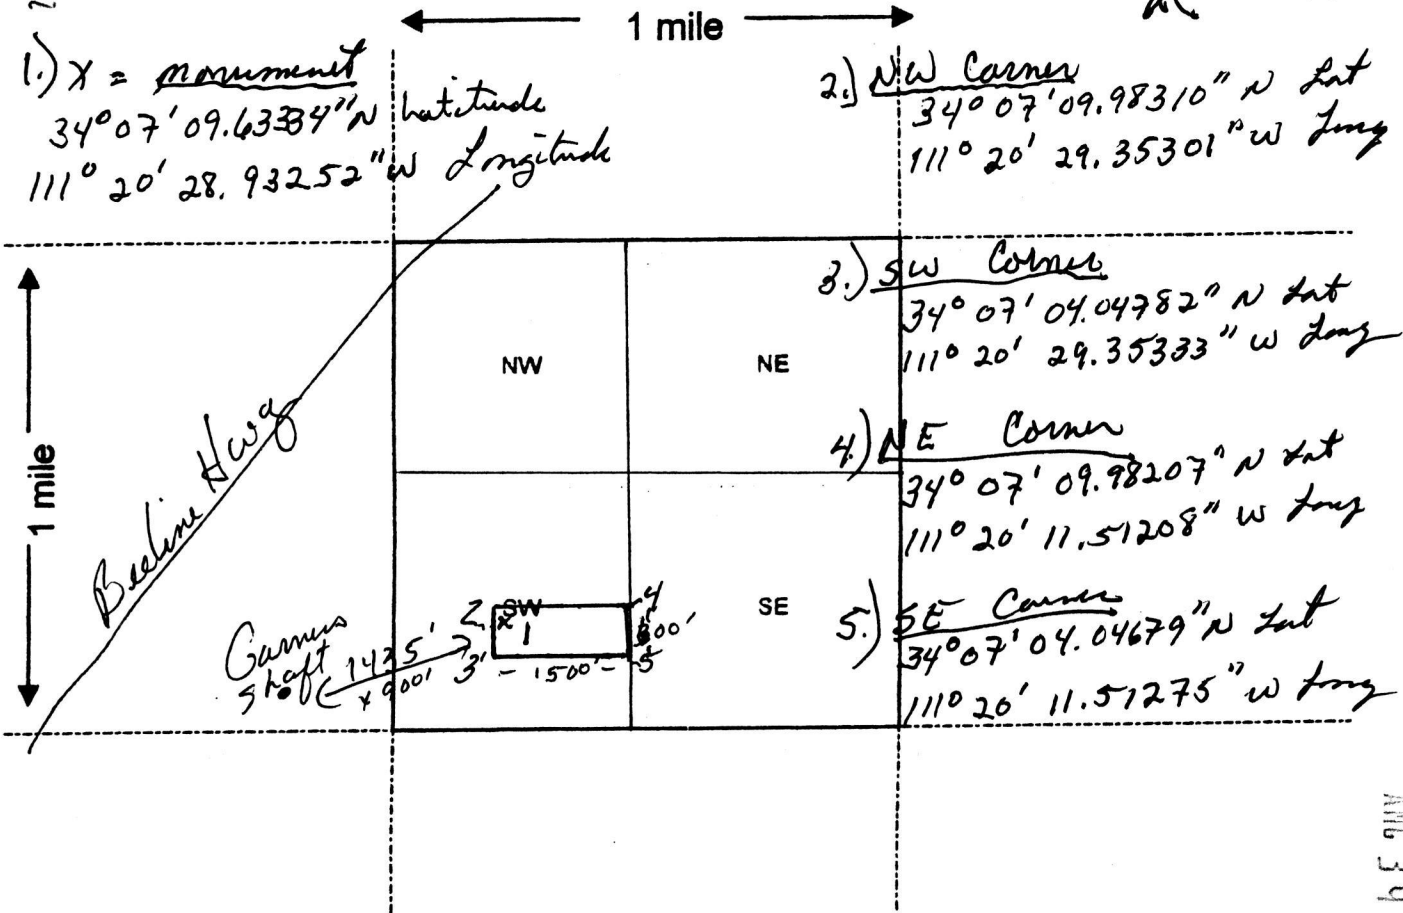 1 mile
1.) X = monument
34° 07' 09.63334" N Latitude
111° 20' 28.93252" W Longitude
2.) NW Corner
34° 07' 09.98310" N Lat
111° 20' 29.35301" W Long
3.) SW Corner
34° 07' 04.04782" N Lat
111° 20' 29.35333" W Long
4.) NE Corner
34° 07' 09.98207" N Lat
111° 20' 11.51208" W Long
5.) SE Corner
34° 07' 04.04679" N Lat
111° 20' 11.51275" W Long
1 mile
Beeline Hwy
NW
NE
SW
SE
2
X
1
4
600'
3
- 1500' -
5
Garners
shaft
1425'
x 900'